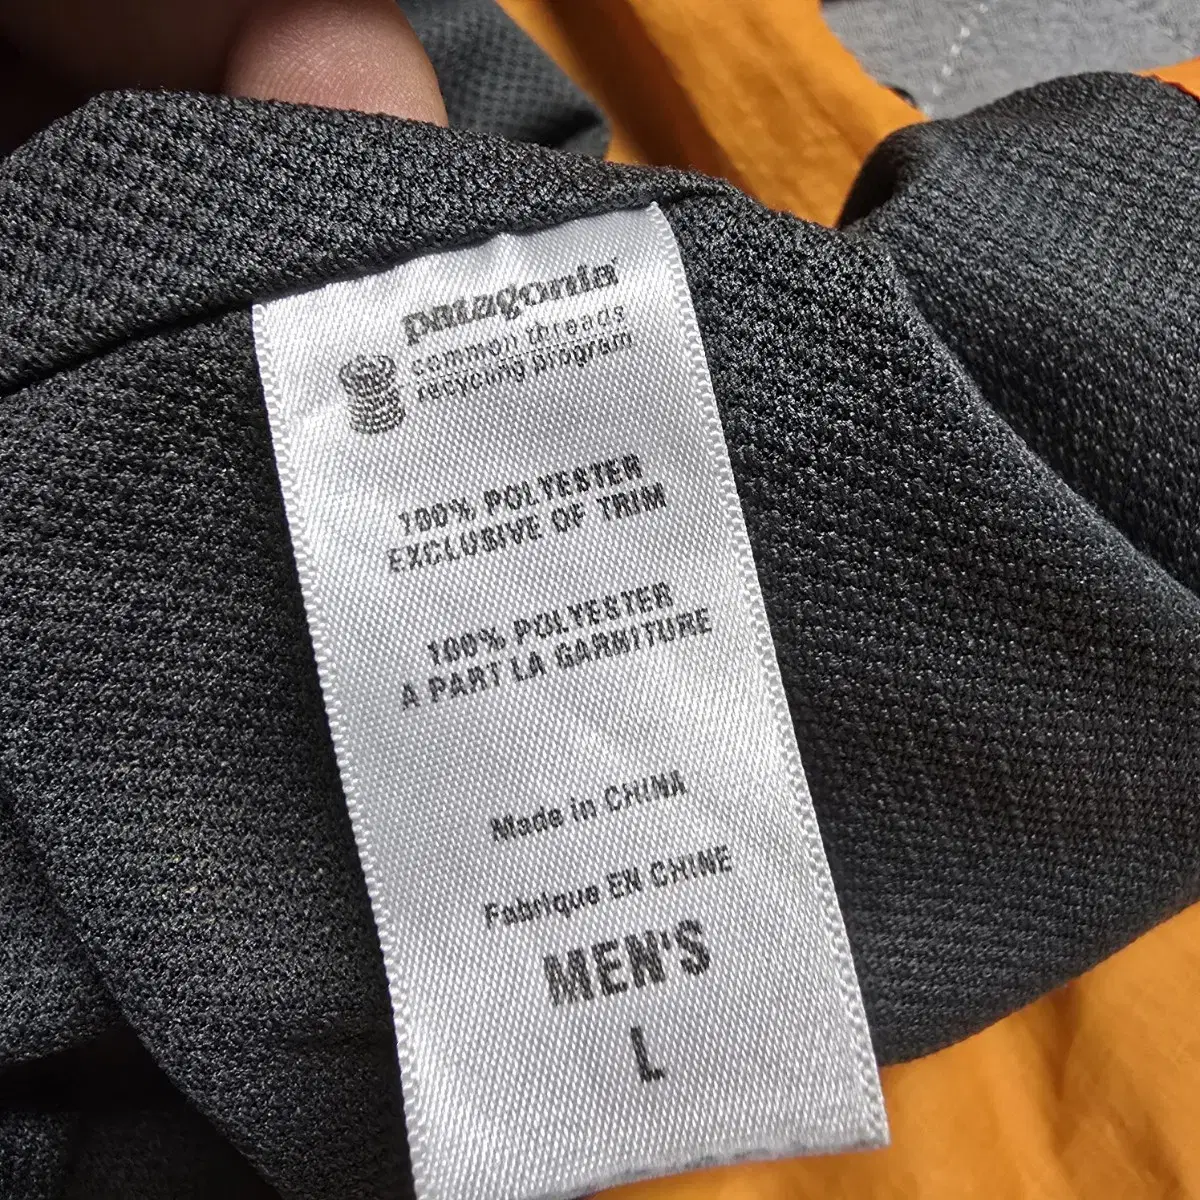 patagonia
common threads
recycling program
100% POLYESTER
EXCLUSIVE OF TRIM
100% POLYESTER
A PART LA GARNITURE
Made in CHINA
Fabrique EN CHINE
MEN'S
L